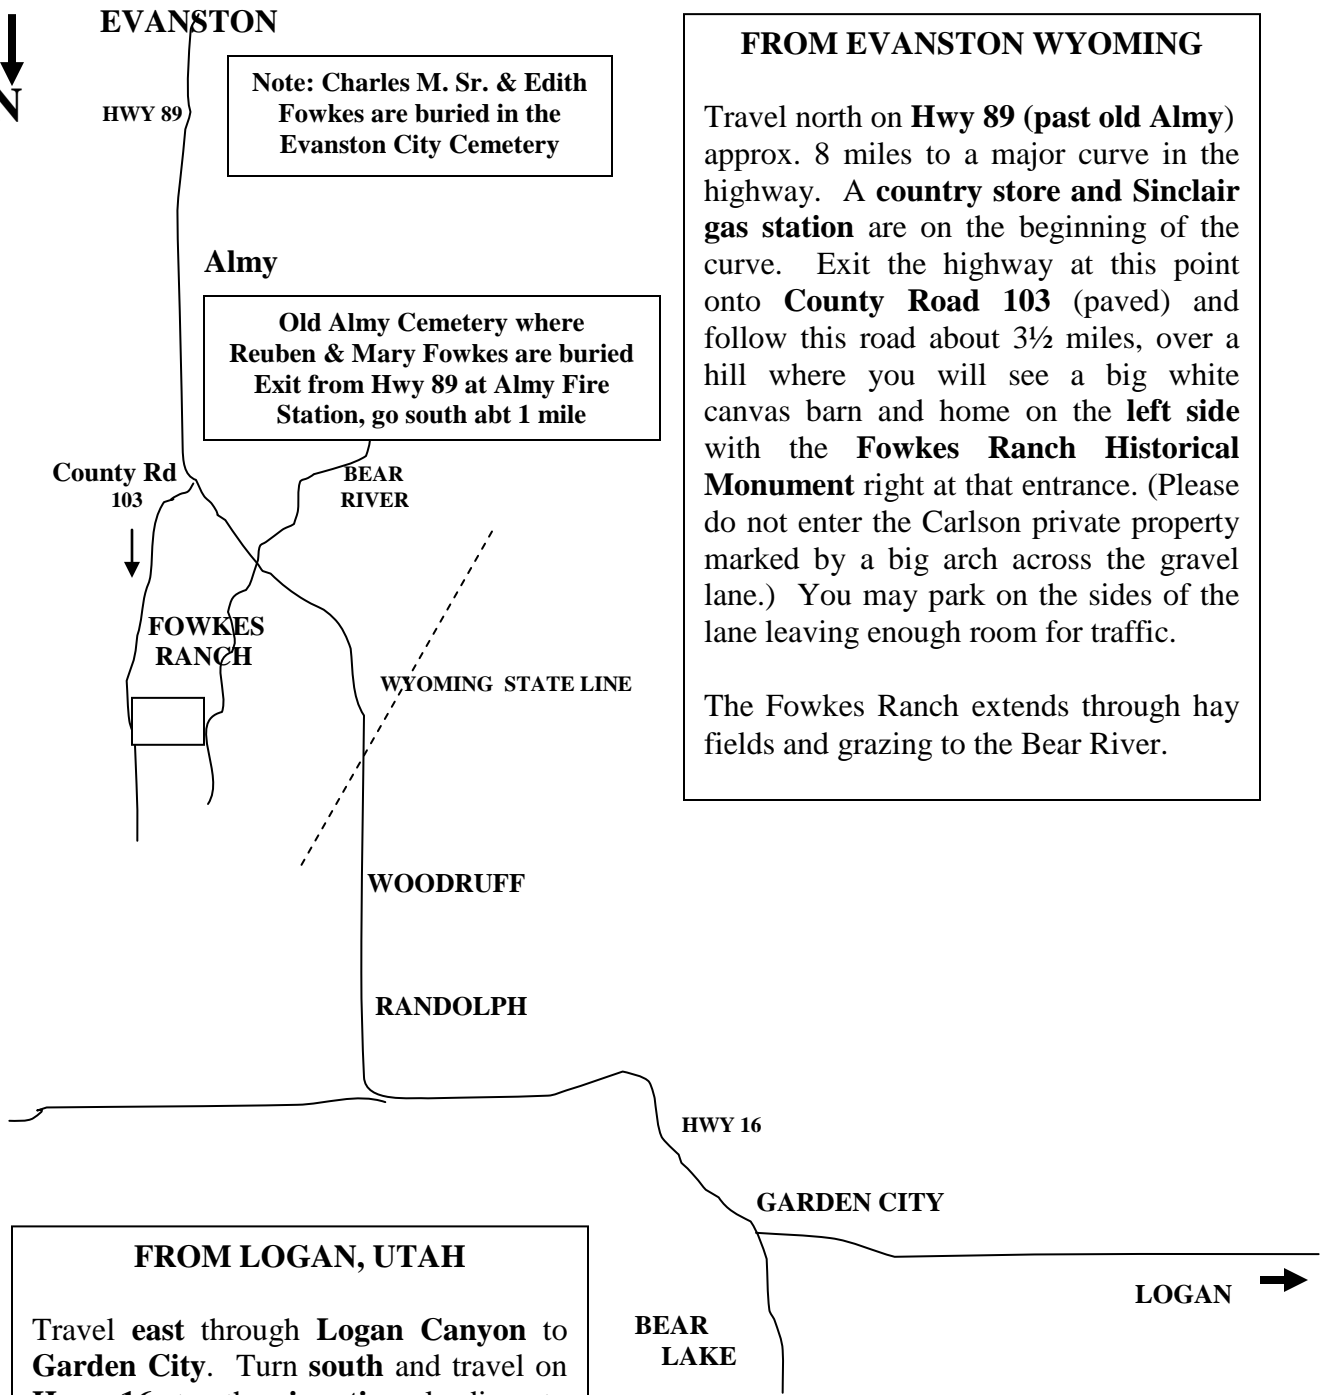 EVANSTON
N
HWY 89
Note: Charles M. Sr. & Edith
Fowkes are buried in the
Evanston City Cemetery
Almy
Old Almy Cemetery where
Reuben & Mary Fowkes are buried
Exit from Hwy 89 at Almy Fire
Station, go south abt 1 mile
County Rd
103
BEAR
RIVER
FOWKES
RANCH
WYOMING STATE LINE
WOODRUFF
RANDOLPH
HWY 16
GARDEN CITY
LOGAN
BEAR
LAKE
FROM EVANSTON WYOMING
Travel north on Hwy 89 (past old Almy)
approx. 8 miles to a major curve in the
highway. A country store and Sinclair
gas station are on the beginning of the
curve. Exit the highway at this point
onto County Road 103 (paved) and
follow this road about 3½ miles, over a
hill where you will see a big white
canvas barn and home on the left side
with the Fowkes Ranch Historical
Monument right at that entrance. (Please
do not enter the Carlson private property
marked by a big arch across the gravel
lane.) You may park on the sides of the
lane leaving enough room for traffic.
The Fowkes Ranch extends through hay
fields and grazing to the Bear River.
FROM LOGAN, UTAH
Travel east through Logan Canyon to
Garden City. Turn south and travel on